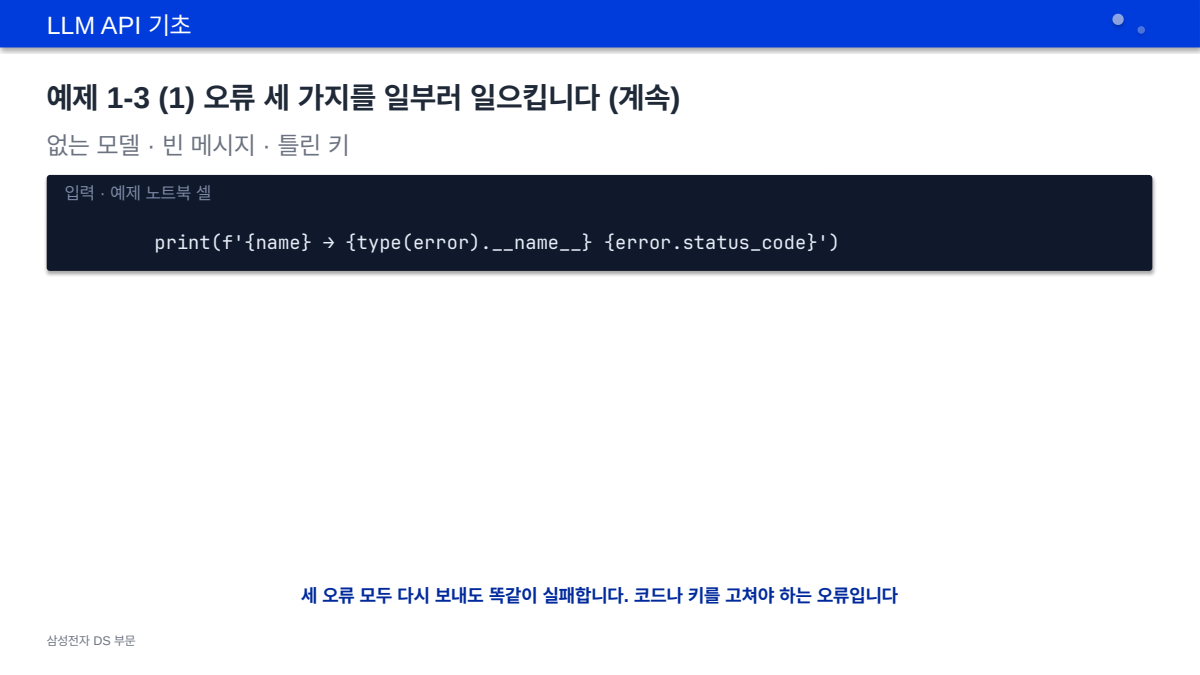 LLM API 기초
예제 1-3 (1) 오류 세 가지를 일부러 일으킵니다 (계속)
없는 모델 · 빈 메시지 · 틀린 키
입력 · 예제 노트북 셀
print(f'{name} → {type(error).__name__} {error.status_code}')
세 오류 모두 다시 보내도 똑같이 실패합니다. 코드나 키를 고쳐야 하는 오류입니다
삼성전자 DS 부문